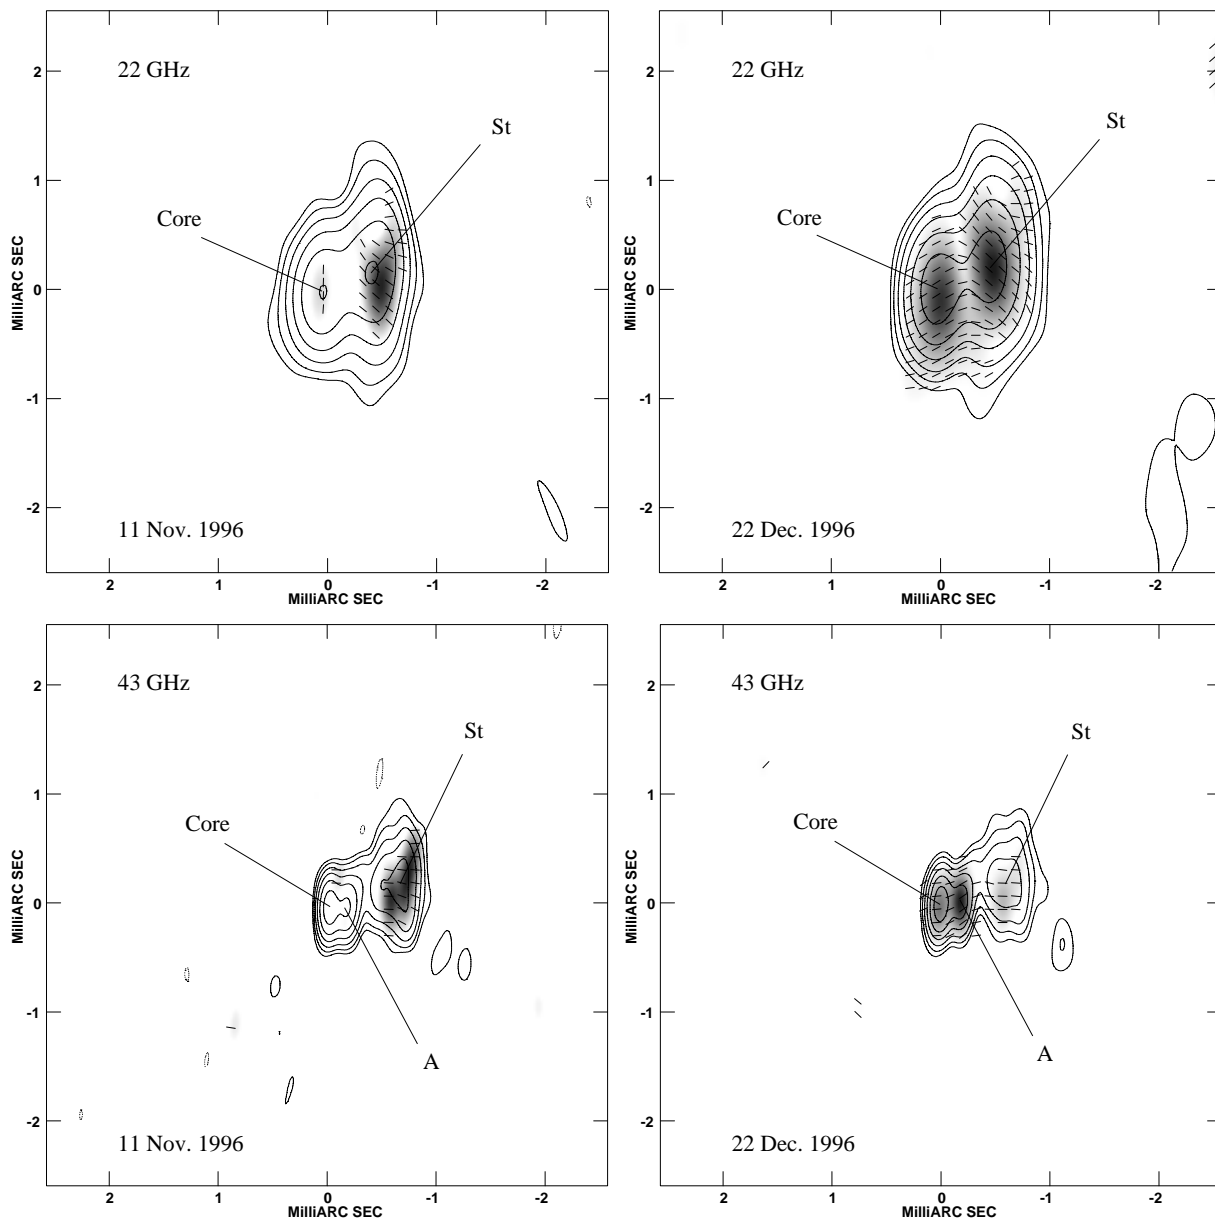 22 GHz
St
Core
11 Nov. 1996
2
1
0
-1
-2
MilliARC SEC
2 1 0 -1 -2
MilliARC SEC
22 GHz
St
Core
22 Dec. 1996
2
1
0
-1
-2
MilliARC SEC
2 1 0 -1 -2
MilliARC SEC
43 GHz
St
Core
A
11 Nov. 1996
2
1
0
-1
-2
MilliARC SEC
2 1 0 -1 -2
MilliARC SEC
43 GHz
St
Core
A
22 Dec. 1996
2
1
0
-1
-2
MilliARC SEC
2 1 0 -1 -2
MilliARC SEC